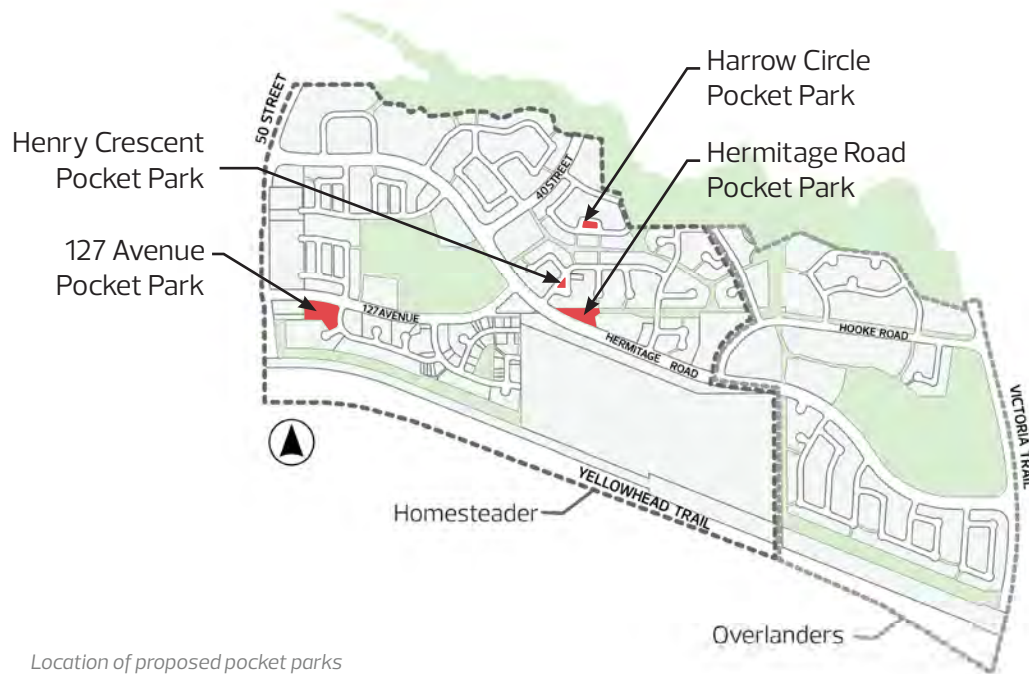 Harrow Circle
Pocket Park
50 STREET
Henry Crescent
Pocket Park
Hermitage Road
Pocket Park
40 STREET
127 Avenue
Pocket Park
127 AVENUE
HERMITAGE ROAD
HOOKE ROAD
VICTORIA TRAIL
YELLOWHEAD TRAIL
Homesteader
Overlanders
Location of proposed pocket parks